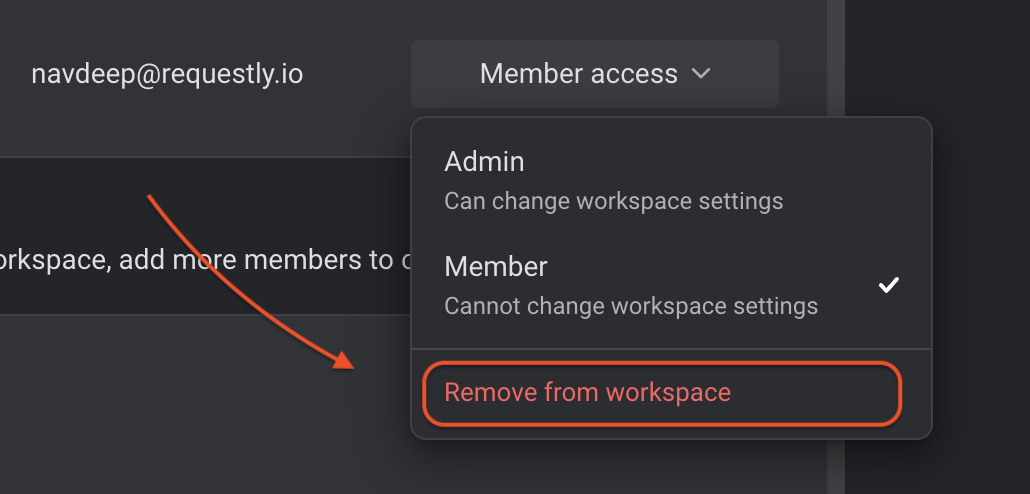 navdeep@requestly.io
Member access
Admin
Can change workspace settings
orkspace, add more members to
Member
Cannot change workspace settings
Remove from workspace